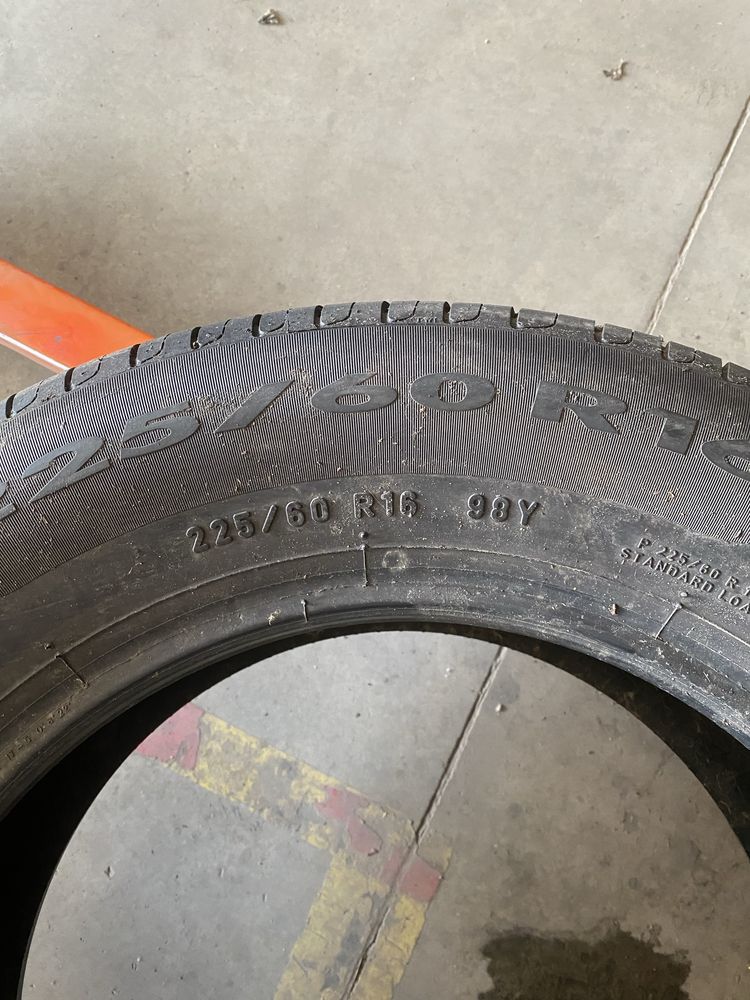 225/60 R16
225/60 R16 98Y
P 225/60 R
STANDARD LOA